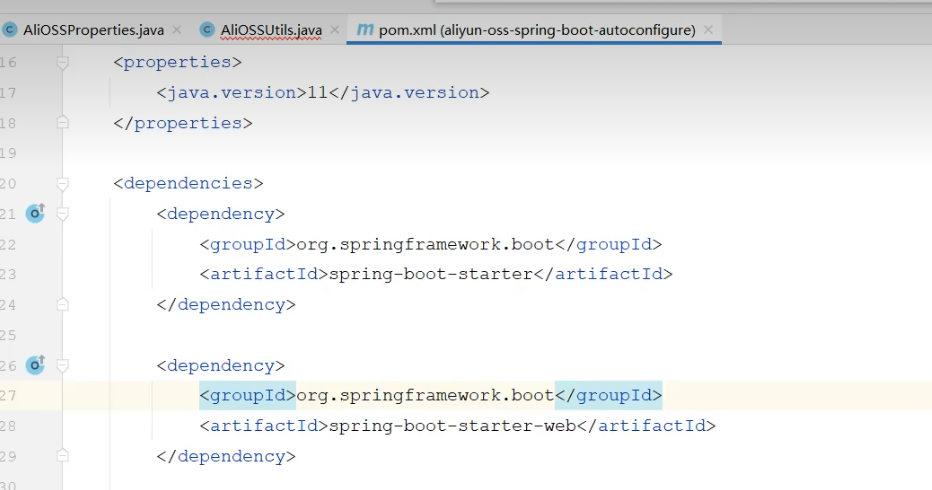 AliOSSProperties.java AliOSSUtils.java pom.xml (aliyun-oss-spring-boot-autoconfigure)
16 <properties>
17 <java.version>11</java.version>
18 </properties>
19
20 <dependencies>
21 <dependency>
22 <groupId>org.springframework.boot</groupId>
23 <artifactId>spring-boot-starter</artifactId>
24 </dependency>
25
26 <dependency>
27 <groupId>org.springframework.boot</groupId>
28 <artifactId>spring-boot-starter-web</artifactId>
29 </dependency>
30